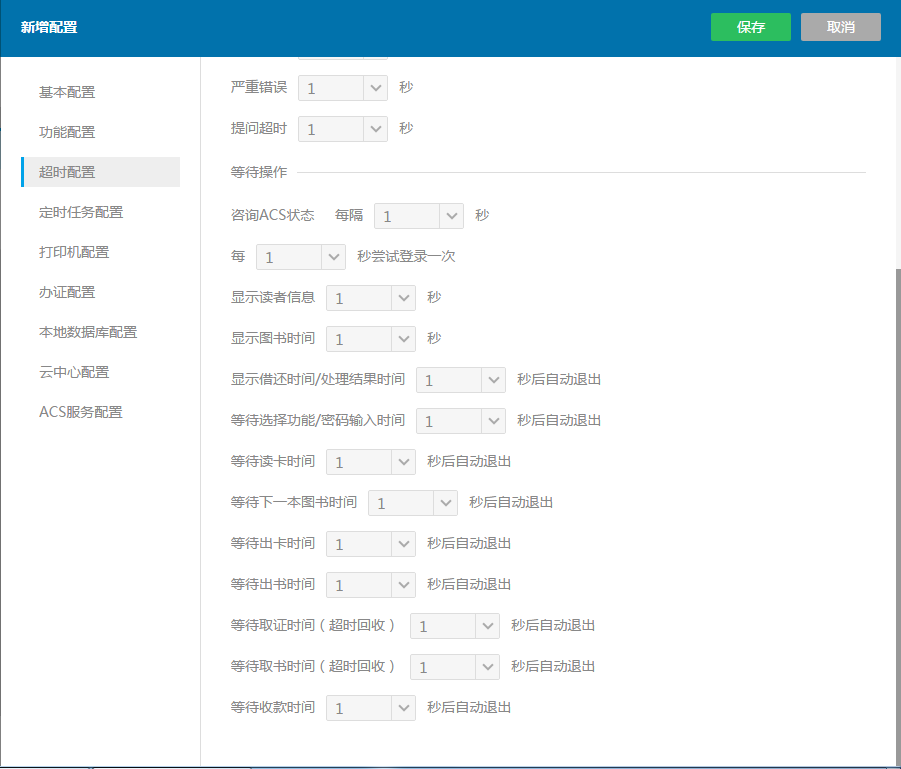 新增配置
保存
取消
基本配置
功能配置
超时配置
定时任务配置
打印机配置
办证配置
本地数据库配置
云中心配置
ACS服务配置
严重错误 1 秒
提问超时 1 秒
等待操作
咨询ACS状态 每隔 1 秒
每 1 秒尝试登录一次
显示读者信息 1 秒
显示图书时间 1 秒
显示借还时间/处理结果时间 1 秒后自动退出
等待选择功能/密码输入时间 1 秒后自动退出
等待读卡时间 1 秒后自动退出
等待下一本图书时间 1 秒后自动退出
等待出卡时间 1 秒后自动退出
等待出书时间 1 秒后自动退出
等待取证时间（超时回收） 1 秒后自动退出
等待取书时间（超时回收） 1 秒后自动退出
等待收款时间 1 秒后自动退出